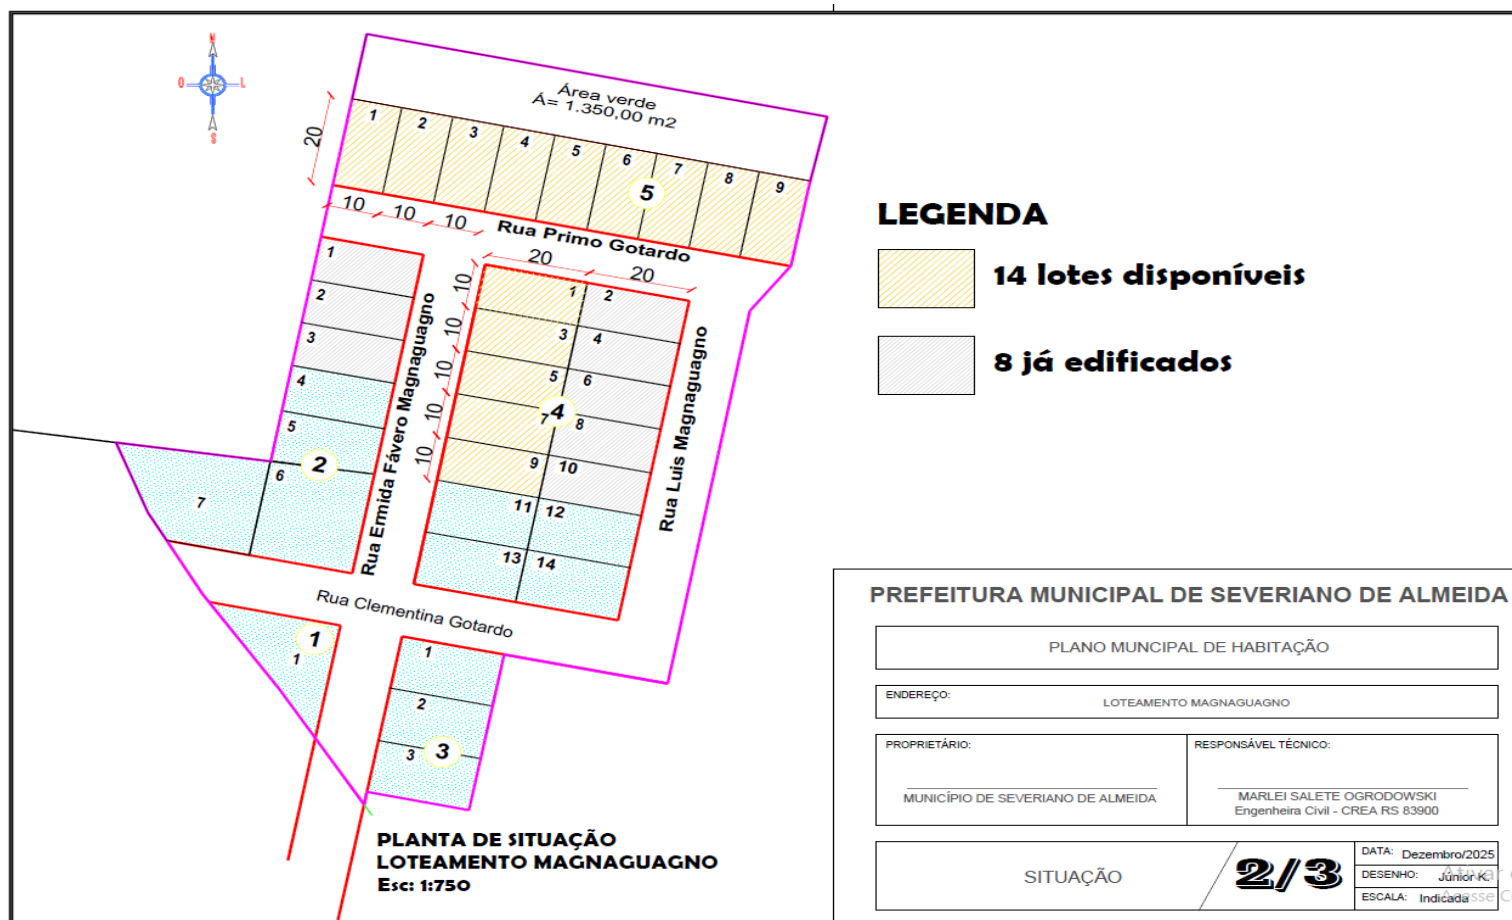 N
O
L
S
Área verde
Á= 1.350,00 m2
20
1
2
3
4
5
6
7
8
9
5
10
10
10
Rua Primo Gotardo
1
2
3
4
5
6
7
2
Rua Ermida Fávero Magnaguagno
20
20
10
10
10
10
10
1
2
3
4
5
6
7
8
9
10
11
12
13
14
4
Rua Luis Magnaguagno
Rua Clementina Gotardo
1
1
1
2
3
3
PLANTA DE SITUAÇÃO
LOTEAMENTO MAGNAGUAGNO
Esc: 1:750
LEGENDA
14 lotes disponíveis
8 já edificados
PREFEITURA MUNICIPAL DE SEVERIANO DE ALMEIDA
PLANO MUNCIPAL DE HABITAÇÃO
ENDEREÇO:
LOTEAMENTO MAGNAGUAGNO
PROPRIETÁRIO:
MUNICÍPIO DE SEVERIANO DE ALMEIDA
RESPONSÁVEL TÉCNICO:
MARLEI SALETE OGRODOWSKI
Engenheira Civil - CREA RS 83900
SITUAÇÃO
2/3
DATA: Dezembro/2025
DESENHO: Júnior K.
ESCALA: Indicada
Ativar